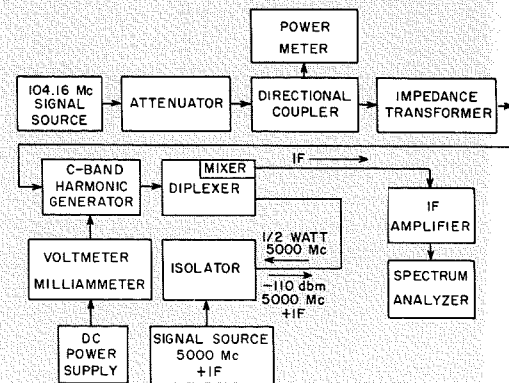 POWER
METER
104.16 Mc
SIGNAL
SOURCE
ATTENUATOR
DIRECTIONAL
COUPLER
IMPEDANCE
TRANSFORMER
C-BAND
HARMONIC
GENERATOR
MIXER
DIPLEXER
IF
IF
AMPLIFIER
1/2 WATT
5000 Mc
VOLTMETER
MILLIAMMETER
ISOLATOR
-110 dbm
5000 Mc
+IF
SPECTRUM
ANALYZER
DC
POWER
SUPPLY
SIGNAL SOURCE
5000 Mc
+IF